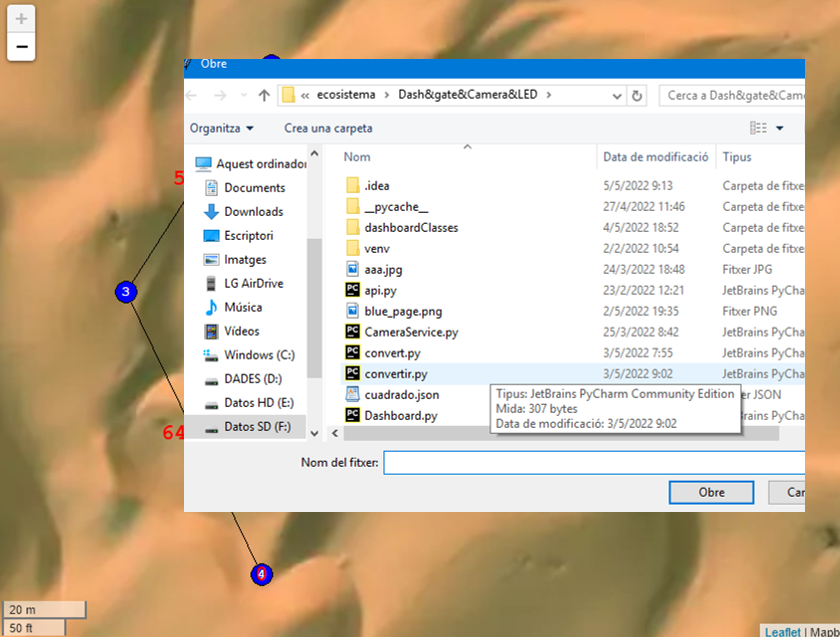 +
−
Obre
« ecosistema > Dash&gate&Camera&LED >
Cerca a Dash&gate&Came
Organitza
Crea una carpeta
Aquest ordinador
Documents
Downloads
Escriptori
Imatges
LG AirDrive
Música
Vídeos
Windows (C:)
DADES (D:)
Datos HD (E:)
Datos SD (F:)
Nom Data de modificació Tipus
.idea 5/5/2022 9:13 Carpeta de fitxe
__pycache__ 27/4/2022 11:46 Carpeta de fitxe
dashboardClasses 4/5/2022 18:52 Carpeta de fitxe
venv 2/2/2022 10:54 Carpeta de fitxe
aaa.jpg 24/3/2022 18:48 Fitxer JPG
api.py 23/2/2022 12:21 JetBrains PyCha
blue_page.png 2/5/2022 19:35 Fitxer PNG
CameraService.py 25/3/2022 8:42 JetBrains PyCha
convert.py 3/5/2022 7:55 JetBrains PyCha
convertir.py 3/5/2022 9:02 JetBrains PyCha
cuadrado.json er JSON
Dashboard.py JetBrains PyCha
Tipus: JetBrains PyCharm Community Edition
Mida: 307 bytes
Data de modificació: 3/5/2022 9:02
Nom del fitxer:
Obre
Can
5
3
64
4
20 m
50 ft
Leaflet | Mapb